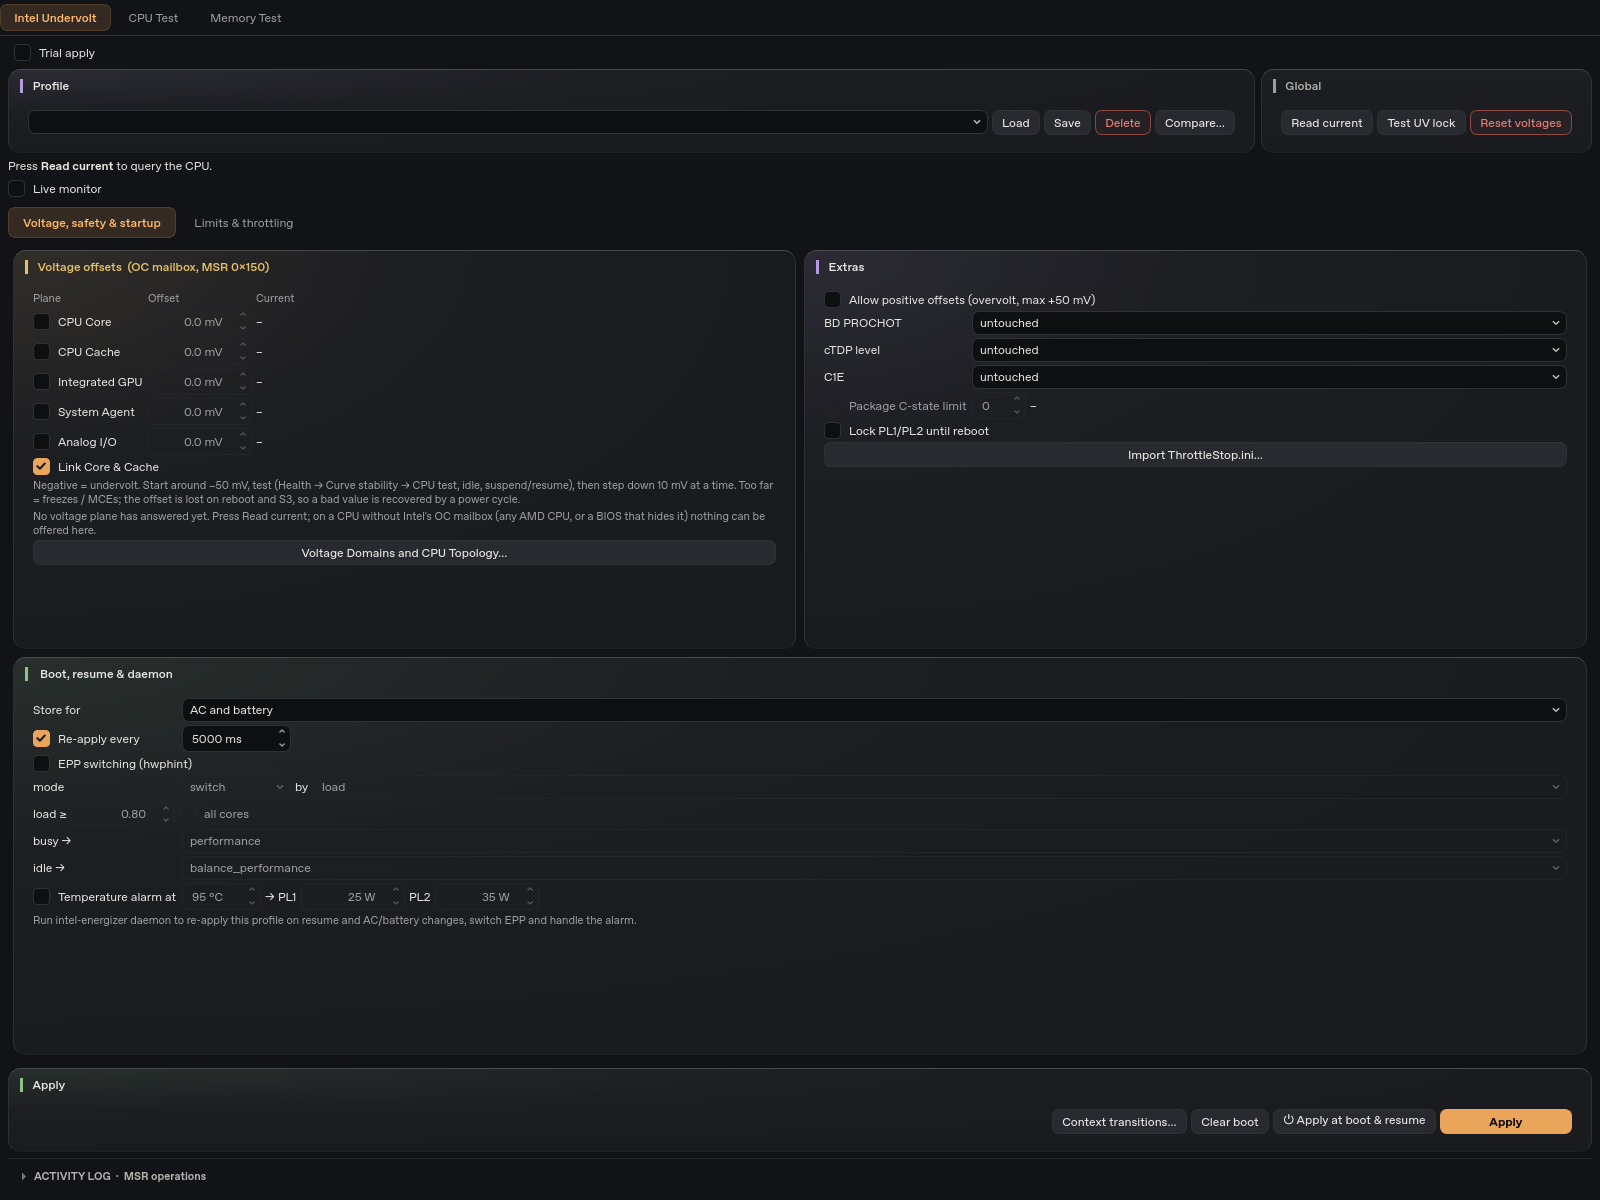 Intel Undervolt
CPU Test
Memory Test
Trial apply
Profile
Load
Save
Delete
Compare...
Global
Read current
Test UV lock
Reset voltages
Press Read current to query the CPU.
Live monitor
Voltage, safety & startup
Limits & throttling
Voltage offsets (OC mailbox, MSR 0×150)
Plane
Offset
Current
CPU Core
0.0 mV
–
CPU Cache
0.0 mV
–
Integrated GPU
0.0 mV
–
System Agent
0.0 mV
–
Analog I/O
0.0 mV
–
Link Core & Cache
Negative = undervolt. Start around −50 mV, test (Health → Curve stability → CPU test, idle, suspend/resume), then step down 10 mV at a time. Too far
= freezes / MCEs; the offset is lost on reboot and S3, so a bad value is recovered by a power cycle.
No voltage plane has answered yet. Press Read current; on a CPU without Intel's OC mailbox (any AMD CPU, or a BIOS that hides it) nothing can be
offered here.
Voltage Domains and CPU Topology...
Extras
Allow positive offsets (overvolt, max +50 mV)
BD PROCHOT
untouched
cTDP level
untouched
C1E
untouched
Package C-state limit
0
–
Lock PL1/PL2 until reboot
Import ThrottleStop.ini...
Boot, resume & daemon
Store for
AC and battery
Re-apply every
5000 ms
EPP switching (hwphint)
mode
switch
by
load
load ≥
0.80
all cores
busy →
performance
idle →
balance_performance
Temperature alarm at
95 °C
→ PL1
25 W
PL2
35 W
Run intel-energizer daemon to re-apply this profile on resume and AC/battery changes, switch EPP and handle the alarm.
Apply
Context transitions...
Clear boot
⏻ Apply at boot & resume
Apply
ACTIVITY LOG · MSR operations